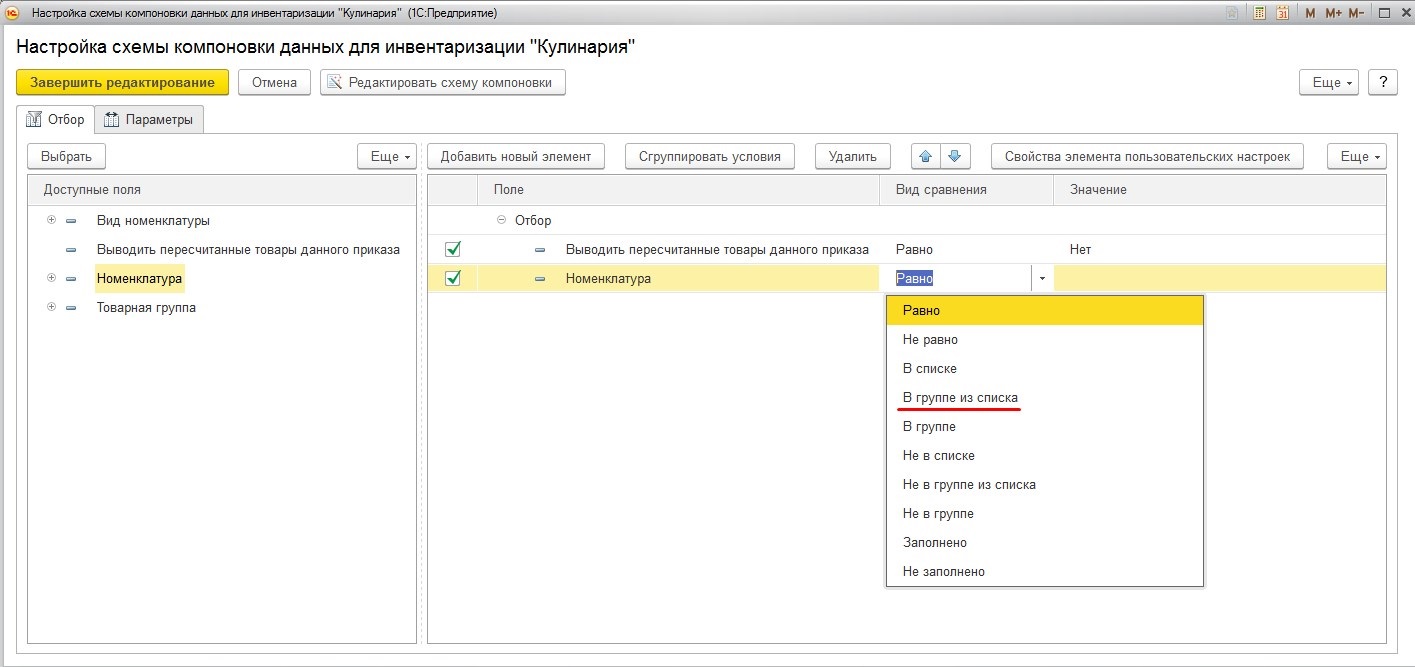 Настройка схемы компоновки данных для инвентаризации "Кулинария" (1С:Предприятие)
31 M M+ M-
Настройка схемы компоновки данных для инвентаризации "Кулинария"
Завершить редактирование Отмена Редактировать схему компоновки Еще ?
Отбор Параметры
Выбрать Еще Добавить новый элемент Сгруппировать условия Удалить Свойства элемента пользовательских настроек Еще
Доступные поля Поле Вид сравнения Значение
Вид номенклатуры Отбор
Выводить пересчитанные товары данного приказа Выводить пересчитанные товары данного приказа Равно Нет
Номенклатура Номенклатура Равно
Товарная группа Равно
Не равно
В списке
В группе из списка
В группе
Не в списке
Не в группе из списка
Не в группе
Заполнено
Не заполнено